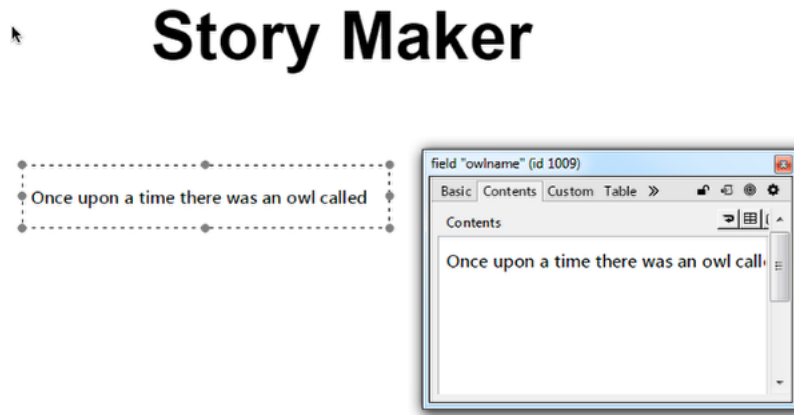 Story Maker
Once upon a time there was an owl called
field "owlname" (id 1009)
Basic Contents Custom Table »
Contents
Once upon a time there was an owl call